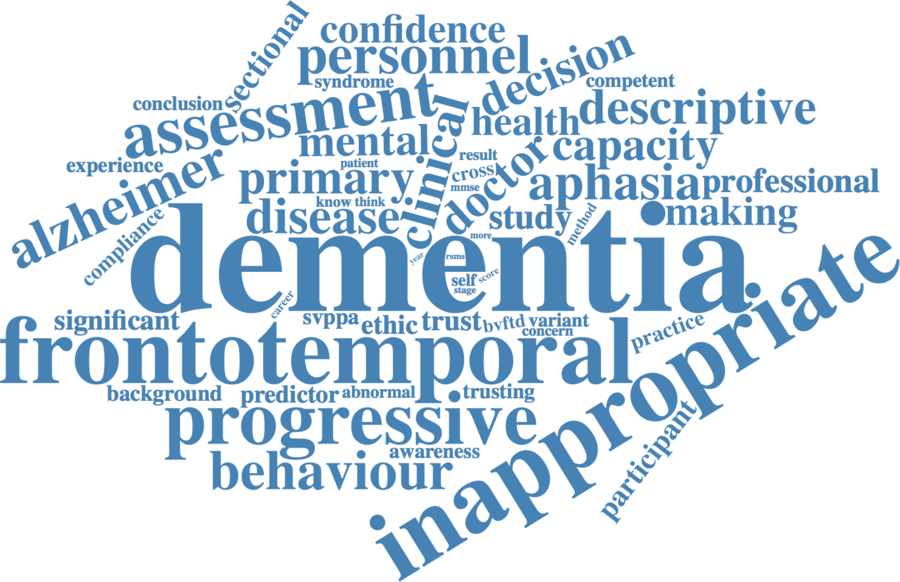 sectional
confidence
personnel
decision
syndrome
competent
conclusion
assessment
clinical
descriptive
health
mental
capacity
experience
patient
result
doctor
alzheimer
primary
cross
mmse
aphasia
professional
know
think
disease
study
method
making
compliance
dementia
more
year
rsms
self
score
stage
inappropriate
career
significant
svppa
ethic
trust
bvftd
variant
concern
practice
frontotemporal
background
predictor
abnormal
trusting
progressive
participant
awareness
behaviour